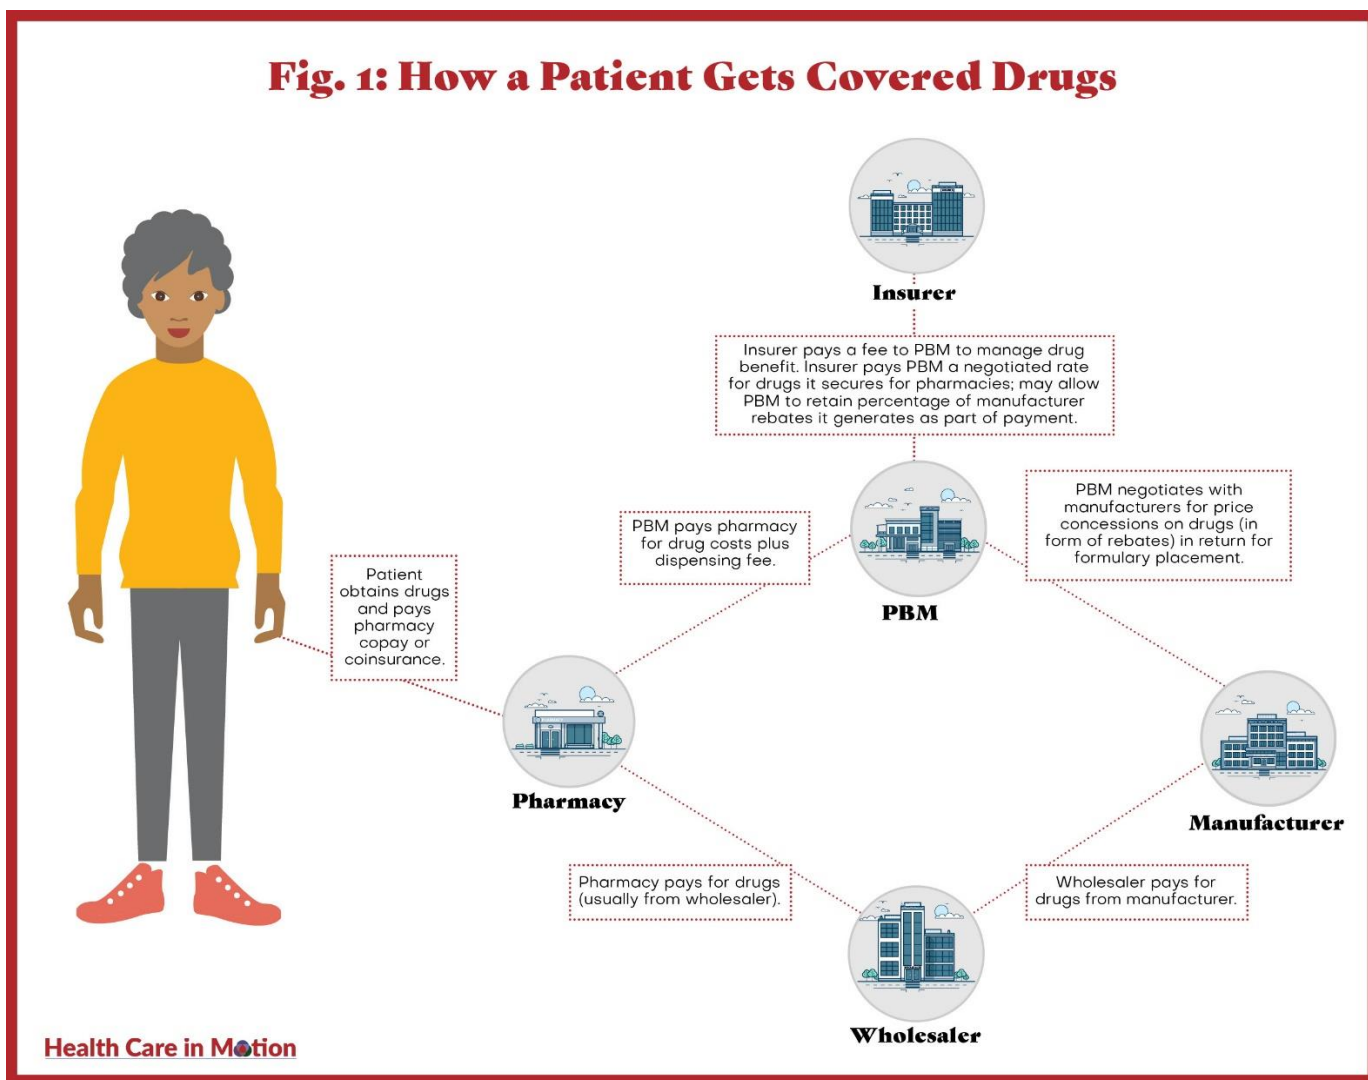 Fig. 1: How a Patient Gets Covered Drugs
Insurer
Insurer pays a fee to PBM to manage drug
benefit. Insurer pays PBM a negotiated rate
for drugs it secures for pharmacies; may allow
PBM to retain percentage of manufacturer
rebates it generates as part of payment.
PBM negotiates with
manufacturers for price
concessions on drugs (in
form of rebates) in return for
formulary placement.
PBM pays pharmacy
for drug costs plus
dispensing fee.
PBM
Patient
obtains drugs
and pays
pharmacy
copay or
coinsurance.
Pharmacy
Manufacturer
Pharmacy pays for drugs
(usually from wholesaler).
Wholesaler pays for
drugs from manufacturer.
Wholesaler
Health Care in Motion